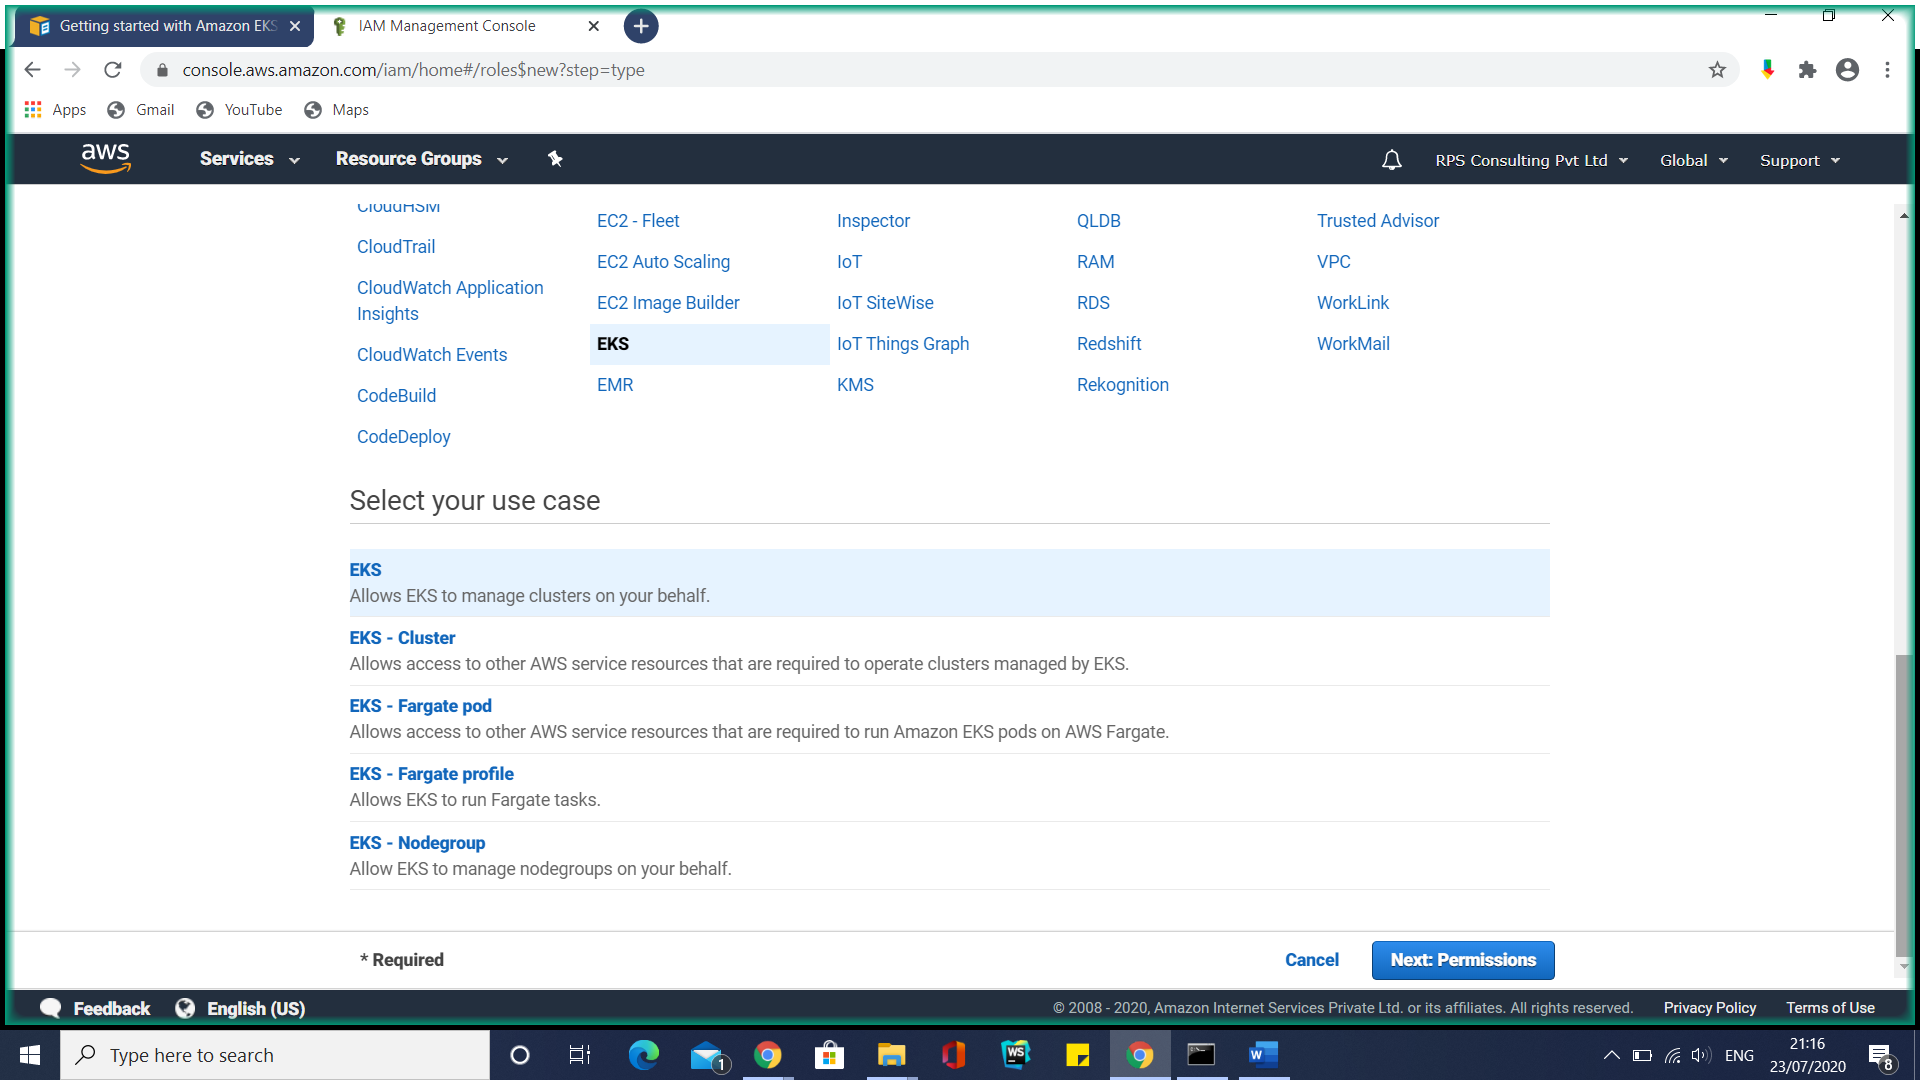 Getting started with Amazon EKS
IAM Management Console
console.aws.amazon.com/iam/home#/roles$new?step=type
Apps
Gmail
YouTube
Maps
aws
Services
Resource Groups
RPS Consulting Pvt Ltd
Global
Support
CloudHSM
CloudTrail
CloudWatch Application
Insights
CloudWatch Events
CodeBuild
CodeDeploy
EC2 - Fleet
EC2 Auto Scaling
EC2 Image Builder
EKS
EMR
Inspector
IoT
IoT SiteWise
IoT Things Graph
KMS
QLDB
RAM
RDS
Redshift
Rekognition
Trusted Advisor
VPC
WorkLink
WorkMail
Select your use case
EKS
Allows EKS to manage clusters on your behalf.
EKS - Cluster
Allows access to other AWS service resources that are required to operate clusters managed by EKS.
EKS - Fargate pod
Allows access to other AWS service resources that are required to run Amazon EKS pods on AWS Fargate.
EKS - Fargate profile
Allows EKS to run Fargate tasks.
EKS - Nodegroup
Allow EKS to manage nodegroups on your behalf.
* Required
Cancel
Next: Permissions
Feedback
English (US)
© 2008 - 2020, Amazon Internet Services Private Ltd. or its affiliates. All rights reserved.
Privacy Policy
Terms of Use
Type here to search
1
WS
W
ENG
21:16
23/07/2020
8